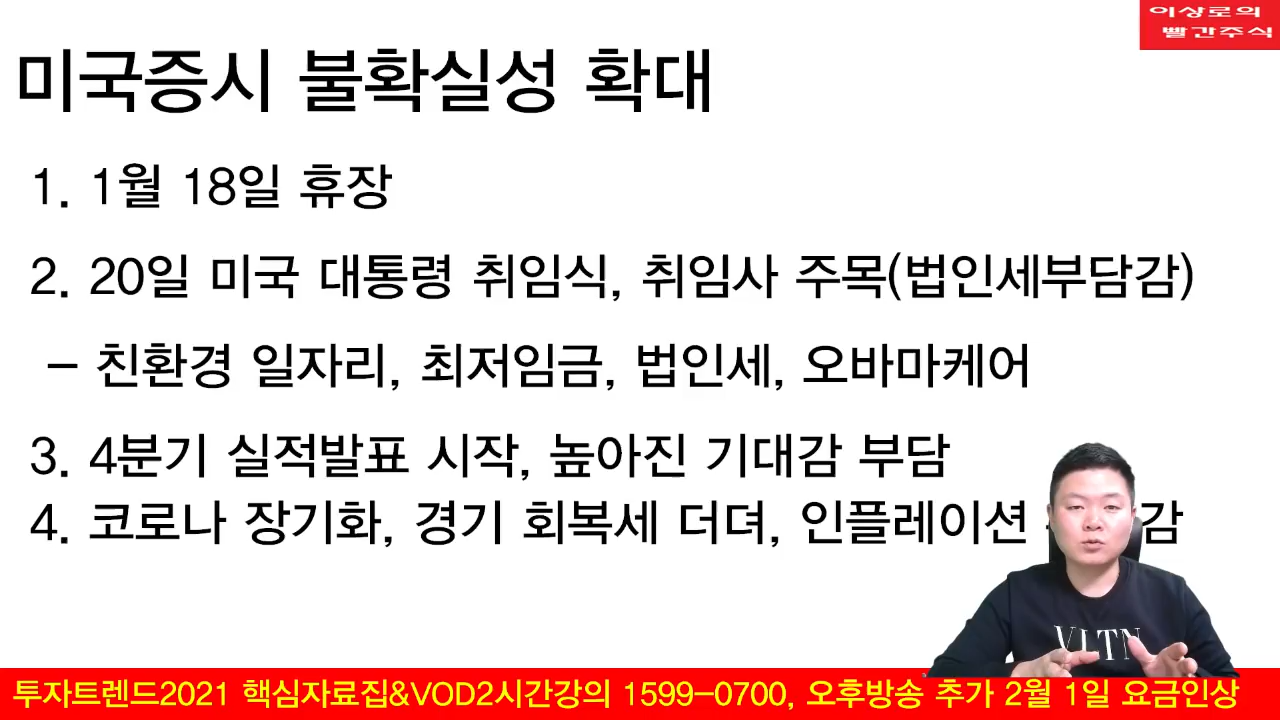 이상로의
빨간주식
미국증시 불확실성 확대
1. 1월 18일 휴장
2. 20일 미국 대통령 취임식, 취임사 주목(법인세부담감)
- 친환경 일자리, 최저임금, 법인세, 오바마케어
3. 4분기 실적발표 시작, 높아진 기대감 부담
4. 코로나 장기화, 경기 회복세 더뎌, 인플레이션 감
VLTN
투자트렌드2021 핵심자료집&VOD2시간강의 1599-0700, 오후방송 추가 2월 1일 요금인상